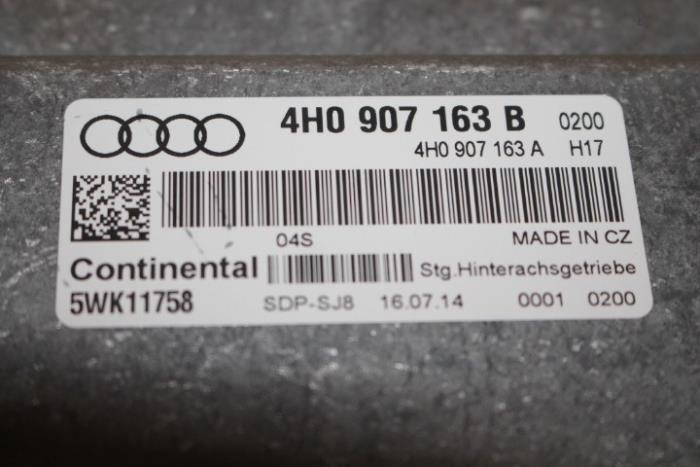 4H0 907 163 B 0200
4H0 907 163 A H17
04S MADE IN CZ
Continental Stg.Hinterachsgetriebe
5WK11758 SDP-SJ8 16.07.14 0001 0200